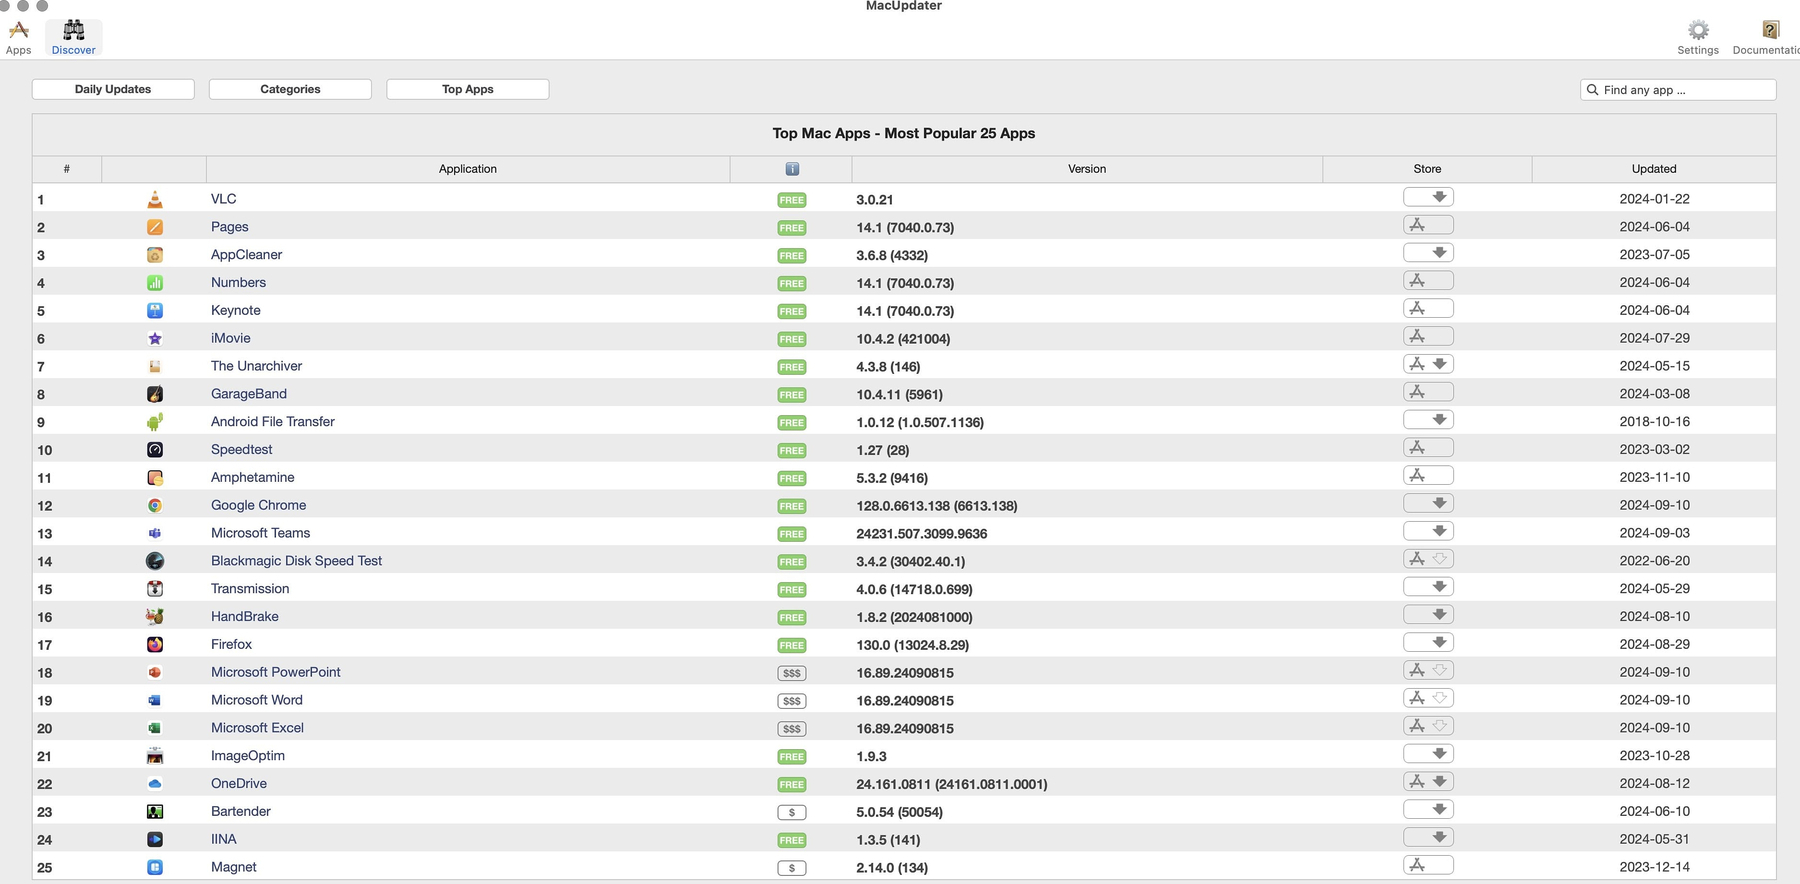 MacUpdater
Apps
Discover
Settings
Documentatio
Daily Updates
Categories
Top Apps
Find any app ...
Top Mac Apps - Most Popular 25 Apps
# Application i Version Store Updated
1 VLC FREE 3.0.21 2024-01-22
2 Pages FREE 14.1 (7040.0.73) 2024-06-04
3 AppCleaner FREE 3.6.8 (4332) 2023-07-05
4 Numbers FREE 14.1 (7040.0.73) 2024-06-04
5 Keynote FREE 14.1 (7040.0.73) 2024-06-04
6 iMovie FREE 10.4.2 (421004) 2024-07-29
7 The Unarchiver FREE 4.3.8 (146) 2024-05-15
8 GarageBand FREE 10.4.11 (5961) 2024-03-08
9 Android File Transfer FREE 1.0.12 (1.0.507.1136) 2018-10-16
10 Speedtest FREE 1.27 (28) 2023-03-02
11 Amphetamine FREE 5.3.2 (9416) 2023-11-10
12 Google Chrome FREE 128.0.6613.138 (6613.138) 2024-09-10
13 Microsoft Teams FREE 24231.507.3099.9636 2024-09-03
14 Blackmagic Disk Speed Test FREE 3.4.2 (30402.40.1) 2022-06-20
15 Transmission FREE 4.0.6 (14718.0.699) 2024-05-29
16 HandBrake FREE 1.8.2 (2024081000) 2024-08-10
17 Firefox FREE 130.0 (13024.8.29) 2024-08-29
18 Microsoft PowerPoint $$$ 16.89.24090815 2024-09-10
19 Microsoft Word $$$ 16.89.24090815 2024-09-10
20 Microsoft Excel $$$ 16.89.24090815 2024-09-10
21 ImageOptim FREE 1.9.3 2023-10-28
22 OneDrive FREE 24.161.0811 (24161.0811.0001) 2024-08-12
23 Bartender $ 5.0.54 (50054) 2024-06-10
24 IINA FREE 1.3.5 (141) 2024-05-31
25 Magnet $ 2.14.0 (134) 2023-12-14